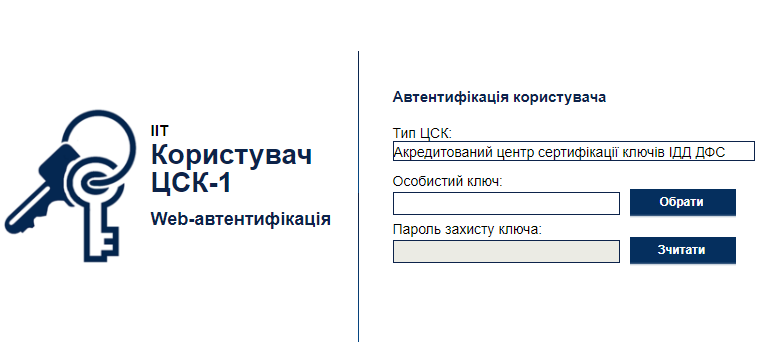 ІІТ
Користувач
ЦСК-1
Web-автентифікація
Автентифікація користувача
Тип ЦСК:
Акредитований центр сертифікації ключів ІДД ДФС
Особистий ключ:
Обрати
Пароль захисту ключа:
Зчитати